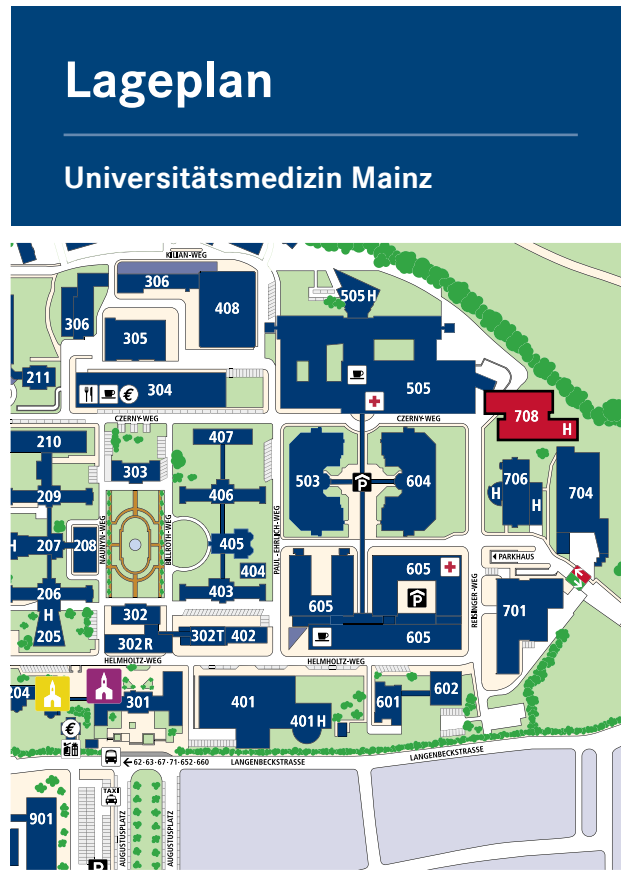 Lageplan
Universitätsmedizin Mainz
KILIAN-WEG
306
505 H
306
408
305
211
304
€
505
CZERNY-WEG
CZERNY-WEG
708
H
210
407
303
503
604
706
704
209
406
P
H
H
NAUNYN-WEG
BILLROTH-WEG
PAUL-EHRLICH-WEG
H
207
208
405
PARKHAUS
404
605
605
P
206
403
REISINGER-WEG
H
302
605
701
205
302 R
302T
402
605
HELMHOLTZ-WEG
HELMHOLTZ-WEG
204
301
401
601
602
401 H
€
62·63·67·71·652·660
LANGENBECKSTRASSE
LANGENBECKSTRASSE
TAXI
901
AUGUSTUSPLATZ
AUGUSTUSPLATZ
P